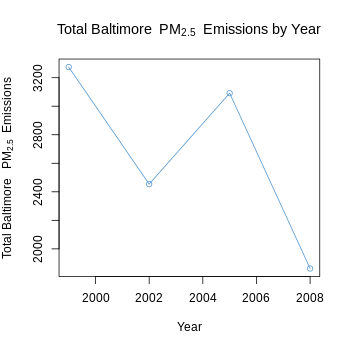 Total Baltimore PM2.5 Emissions by Year
Total Baltimore PM2.5 Emissions
3200
2800
2400
2000
2000 2002 2004 2006 2008
Year